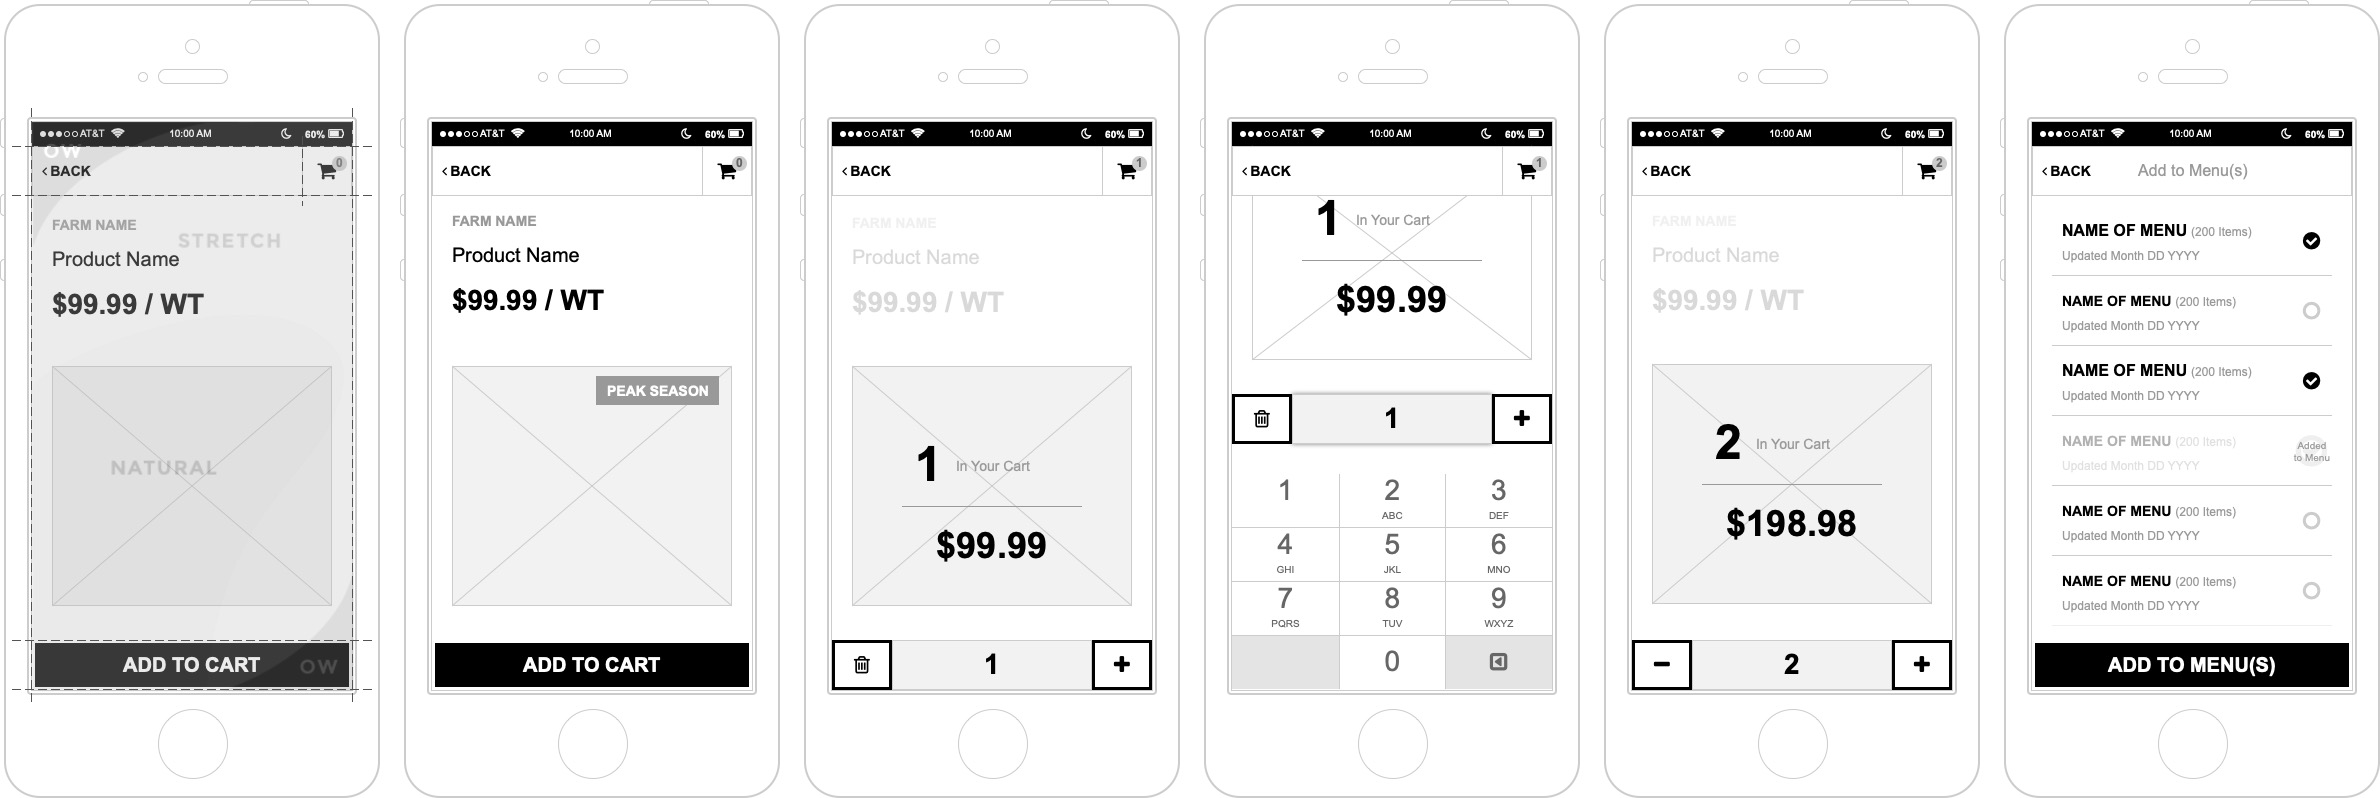 AT&T 10:00 AM 60%
OW
BACK 0
FARM NAME
STRETCH
Product Name
$99.99 / WT
NATURAL
ADD TO CART OW
AT&T 10:00 AM 60%
BACK 0
FARM NAME
Product Name
$99.99 / WT
PEAK SEASON
ADD TO CART
AT&T 10:00 AM 60%
BACK 1
FARM NAME
Product Name
$99.99 / WT
1 In Your Cart
$99.99
1 +
AT&T 10:00 AM 60%
BACK 1
1 In Your Cart
$99.99
1 +
1 2 3
ABC DEF
4 5 6
GHI JKL MNO
7 8 9
PQRS TUV WXYZ
0
AT&T 10:00 AM 60%
BACK 2
FARM NAME
Product Name
$99.99 / WT
2 In Your Cart
$198.98
- 2 +
AT&T 10:00 AM 60%
BACK Add to Menu(s)
NAME OF MENU (200 Items)
Updated Month DD YYYY
NAME OF MENU (200 Items)
Updated Month DD YYYY
NAME OF MENU (200 Items)
Updated Month DD YYYY
NAME OF MENU (200 Items) Added
Updated Month DD YYYY to Menu
NAME OF MENU (200 Items)
Updated Month DD YYYY
NAME OF MENU (200 Items)
Updated Month DD YYYY
ADD TO MENU(S)